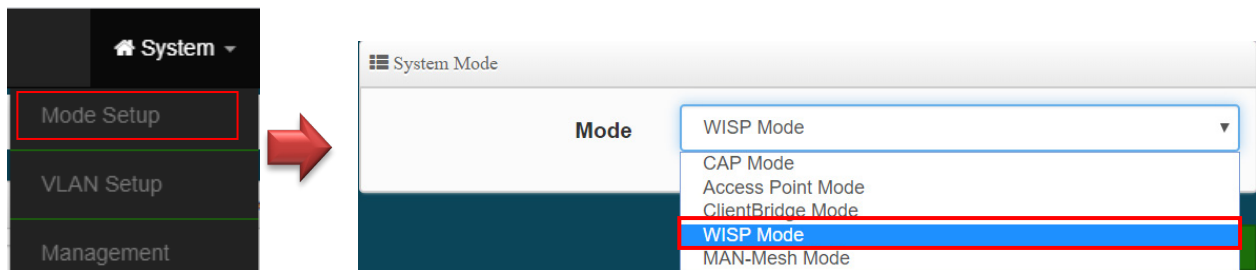 System
Mode Setup
VLAN Setup
Management
System Mode
Mode
WISP Mode
CAP Mode
Access Point Mode
ClientBridge Mode
WISP Mode
MAN-Mesh Mode